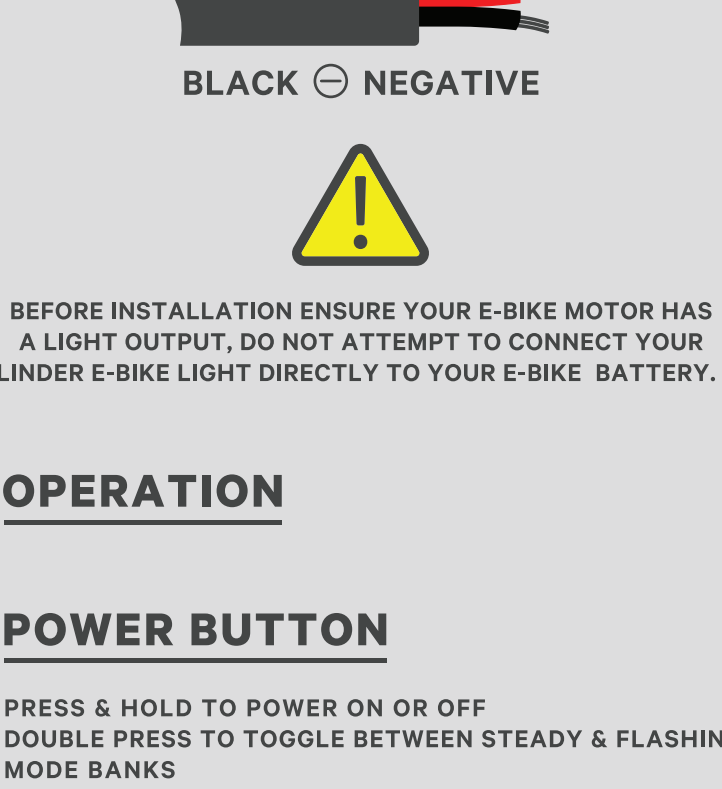 BLACK ⊖ NEGATIVE
BEFORE INSTALLATION ENSURE YOUR E-BIKE MOTOR HAS
A LIGHT OUTPUT, DO NOT ATTEMPT TO CONNECT YOUR
LINDER E-BIKE LIGHT DIRECTLY TO YOUR E-BIKE BATTERY.
OPERATION
POWER BUTTON
PRESS & HOLD TO POWER ON OR OFF
DOUBLE PRESS TO TOGGLE BETWEEN STEADY & FLASHIN
MODE BANKS